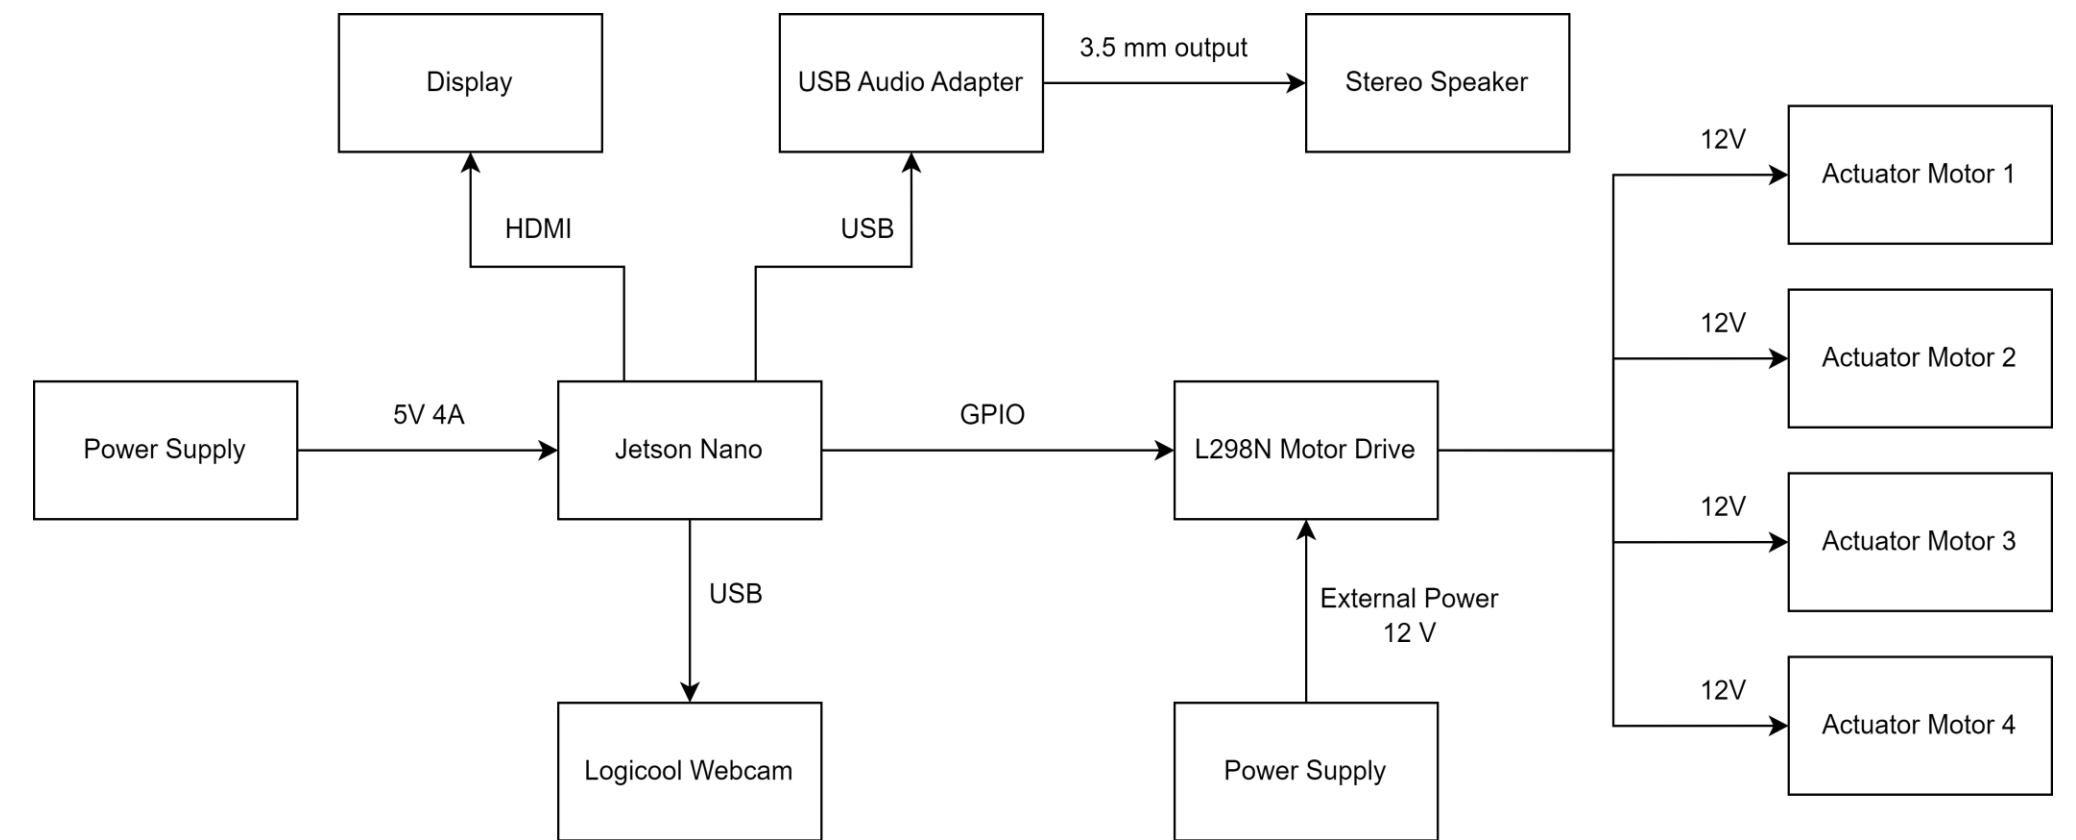 Display
USB Audio Adapter
3.5 mm output
Stereo Speaker
12V
Actuator Motor 1
HDMI
USB
12V
Actuator Motor 2
Power Supply
5V 4A
Jetson Nano
GPIO
L298N Motor Drive
12V
Actuator Motor 3
USB
External Power
12 V
12V
Actuator Motor 4
Logicool Webcam
Power Supply